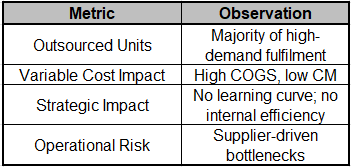 Metric Observation
Outsourced Units Majority of high-
demand fulfilment
Variable Cost Impact High COGS, low CM
Strategic Impact No learning curve; no
internal efficiency
Operational Risk Supplier-driven
bottlenecks